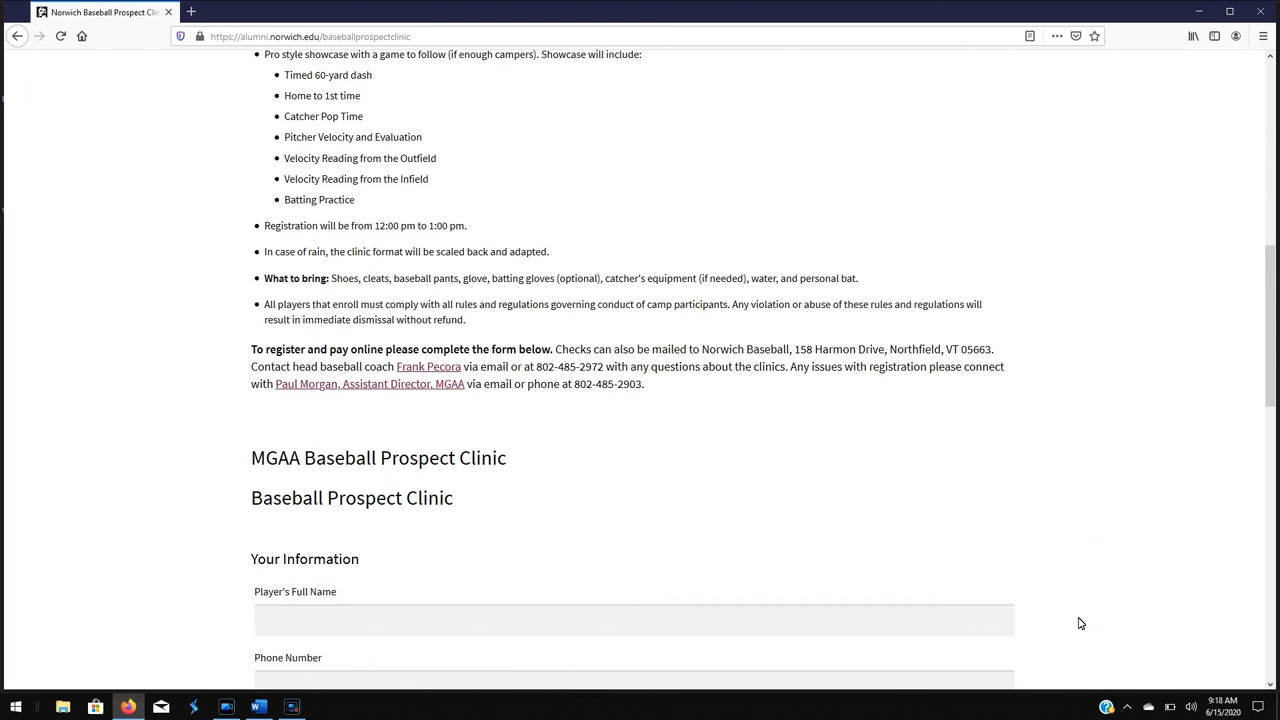 Norwich Baseball Prospect Clin
https://alumni.norwich.edu/baseballprospectclinic
Pro style showcase with a game to follow (if enough campers). Showcase will include:
Timed 60-yard dash
Home to 1st time
Catcher Pop Time
Pitcher Velocity and Evaluation
Velocity Reading from the Outfield
Velocity Reading from the Infield
Batting Practice
Registration will be from 12:00 pm to 1:00 pm.
In case of rain, the clinic format will be scaled back and adapted.
What to bring: Shoes, cleats, baseball pants, glove, batting gloves (optional), catcher's equipment (if needed), water, and personal bat.
All players that enroll must comply with all rules and regulations governing conduct of camp participants. Any violation or abuse of these rules and regulations will
result in immediate dismissal without refund.
To register and pay online please complete the form below. Checks can also be mailed to Norwich Baseball, 158 Harmon Drive, Northfield, VT 05663.
Contact head baseball coach Frank Pecora via email or at 802-485-2972 with any questions about the clinics. Any issues with registration please connect
with Paul Morgan, Assistant Director, MGAA via email or phone at 802-485-2903.
MGAA Baseball Prospect Clinic
Baseball Prospect Clinic
Your Information
Player's Full Name
Phone Number
9:18 AM
6/15/2020